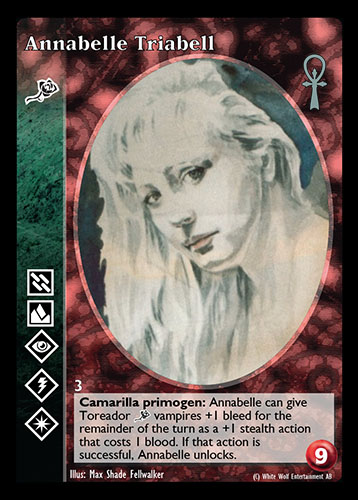 Annabelle Triabell
3
Camarilla primogen: Annabelle can give
Toreador vampires +1 bleed for the
remainder of the turn as a +1 stealth action
that costs 1 blood. If that action is
successful, Annabelle unlocks.
9
Illus: Max Shade Fellwalker
(C) White Wolf Entertainment AB